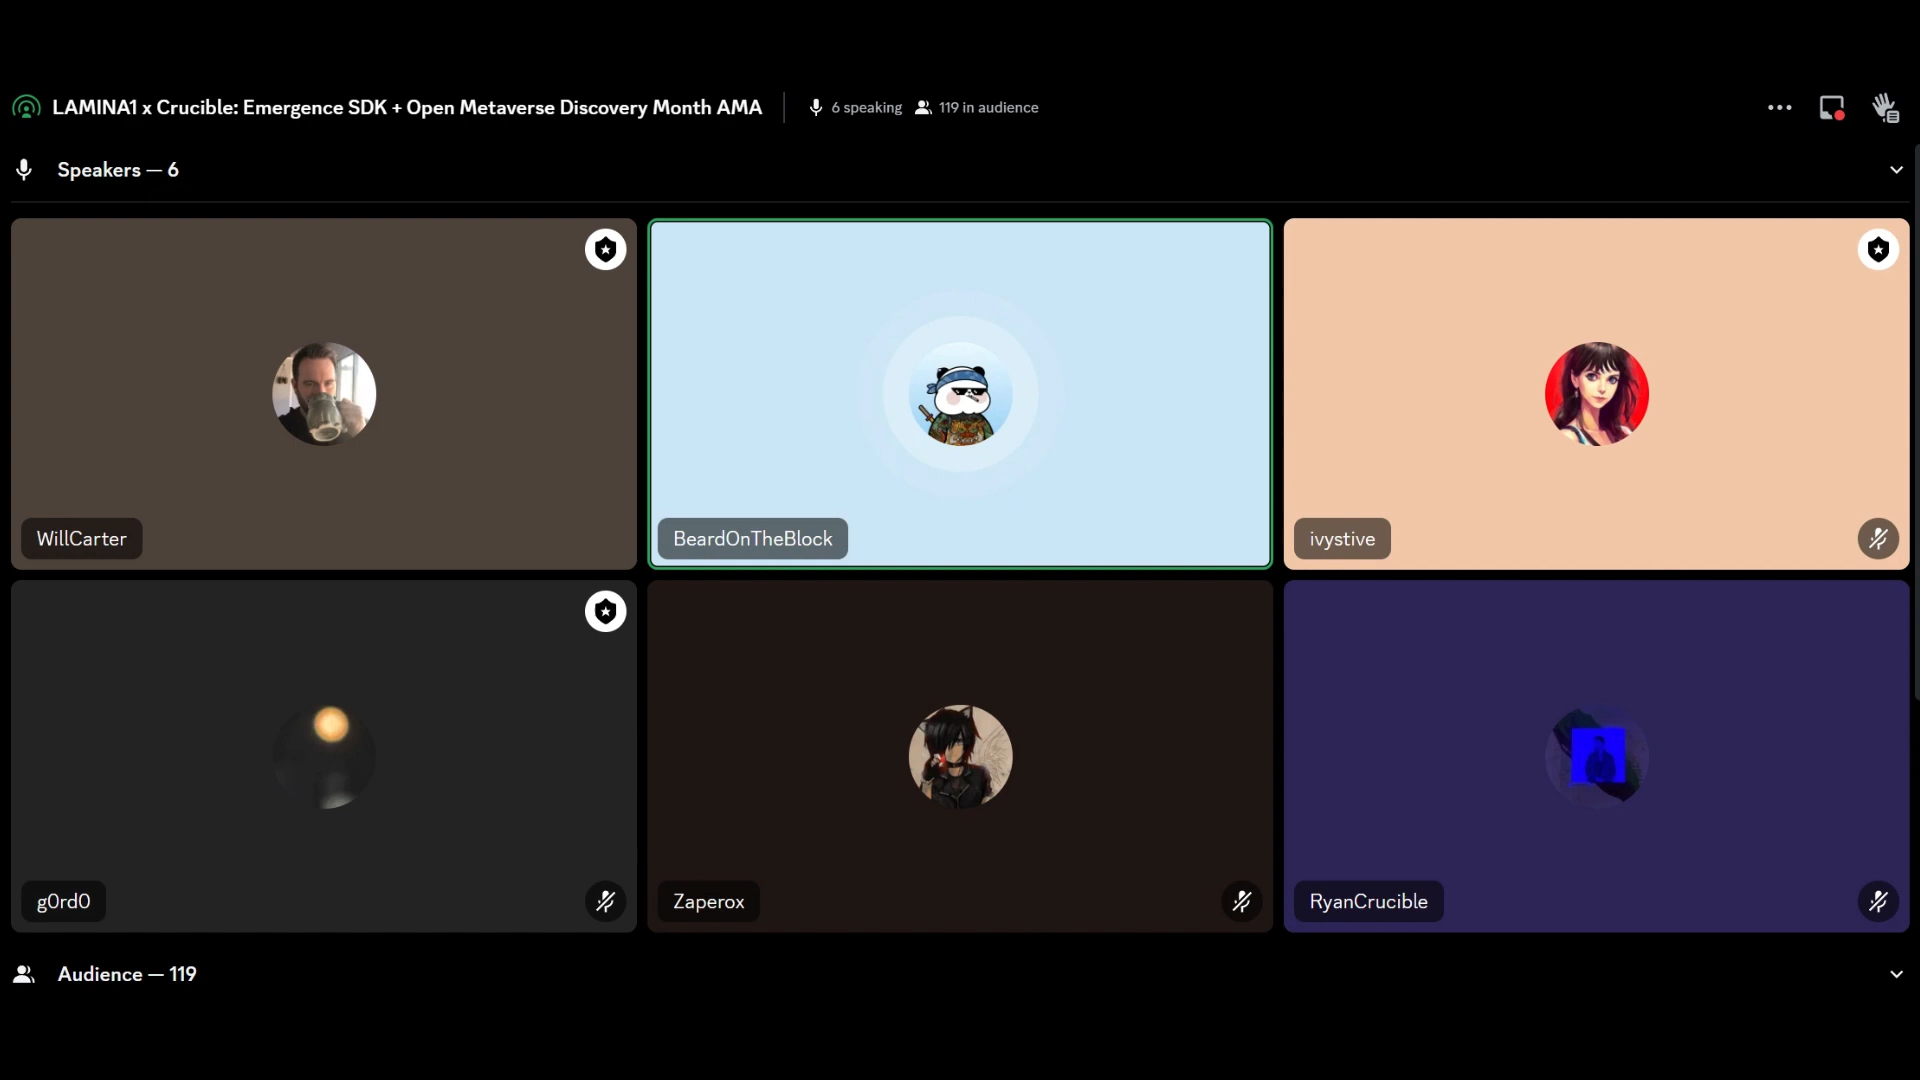 LAMINA1 x Crucible: Emergence SDK + Open Metaverse Discovery Month AMA
6 speaking
119 in audience
Speakers — 6
WillCarter
BeardOnTheBlock
ivystive
g0rd0
Zaperox
RyanCrucible
Audience — 119